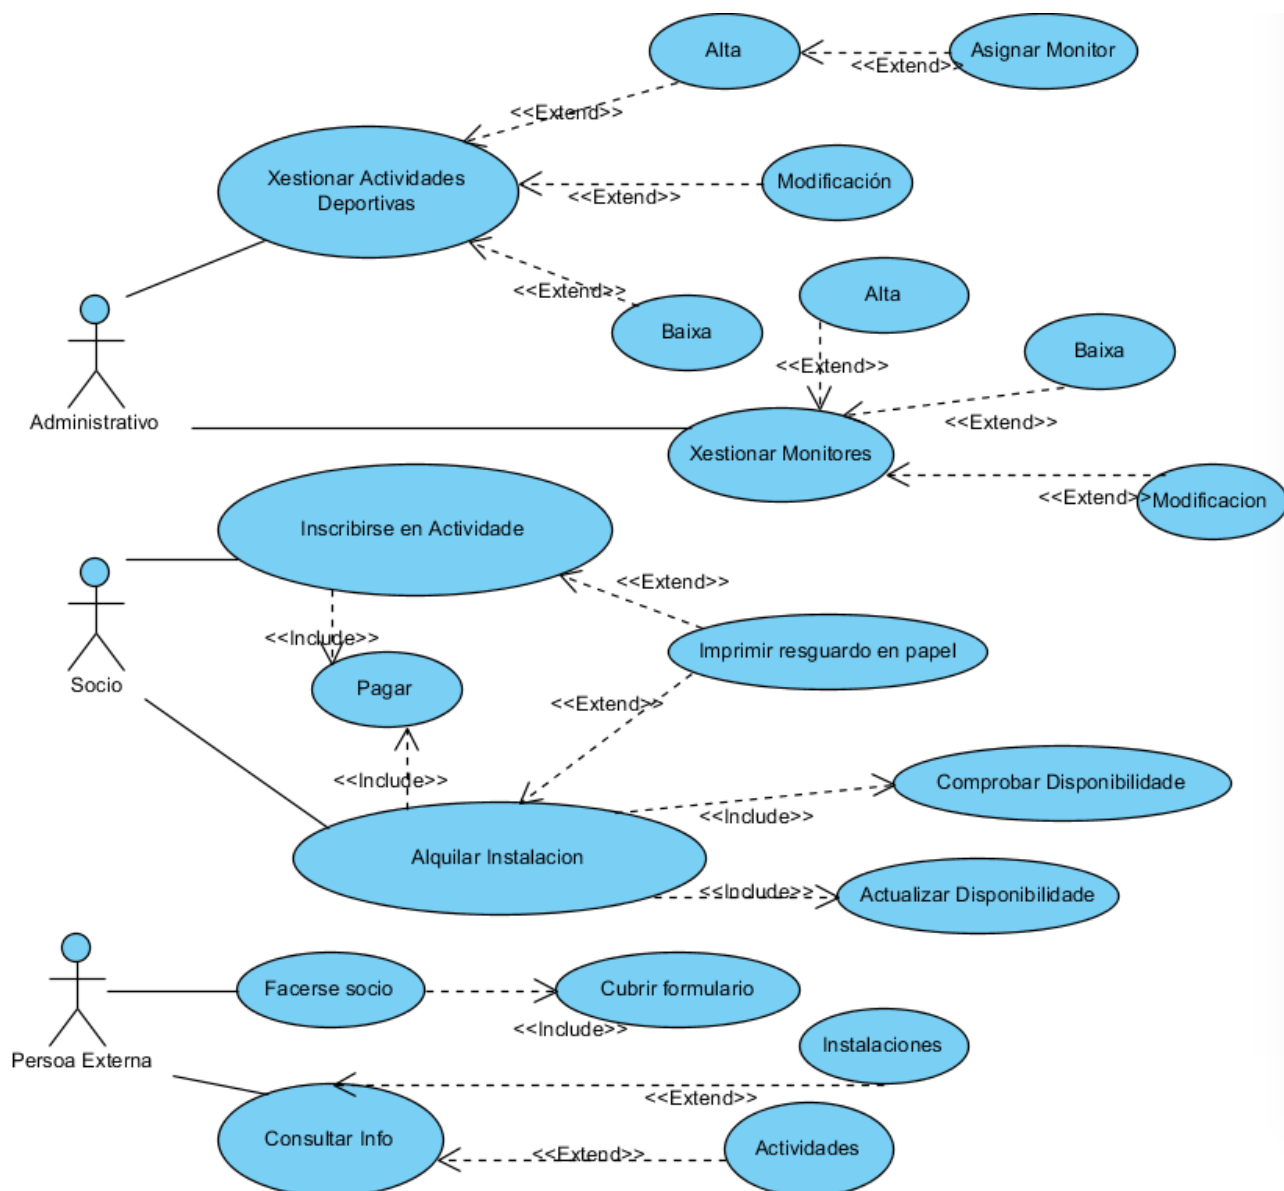 Alta
<<Extend>>
Asignar Monitor
<<Extend>>
Xestionar Actividades
Deportivas
Modificación
<<Extend>>
<<Extend>>
Baixa
Alta
<<Extend>>
Baixa
<<Extend>>
Administrativo
Xestionar Monitores
<<Extend>>
Modificacion
Inscribirse en Actividade
<<Extend>>
<<Include>>
Imprimir resguardo en papel
Socio
Pagar
<<Extend>>
<<Include>>
Comprobar Disponibilidade
<<Include>>
Alquilar Instalacion
<<Include>>
Actualizar Disponibilidade
Facerse socio
Cubrir formulario
<<Include>>
Persoa Externa
Instalaciones
<<Extend>>
Consultar Info
<<Extend>>
Actividades